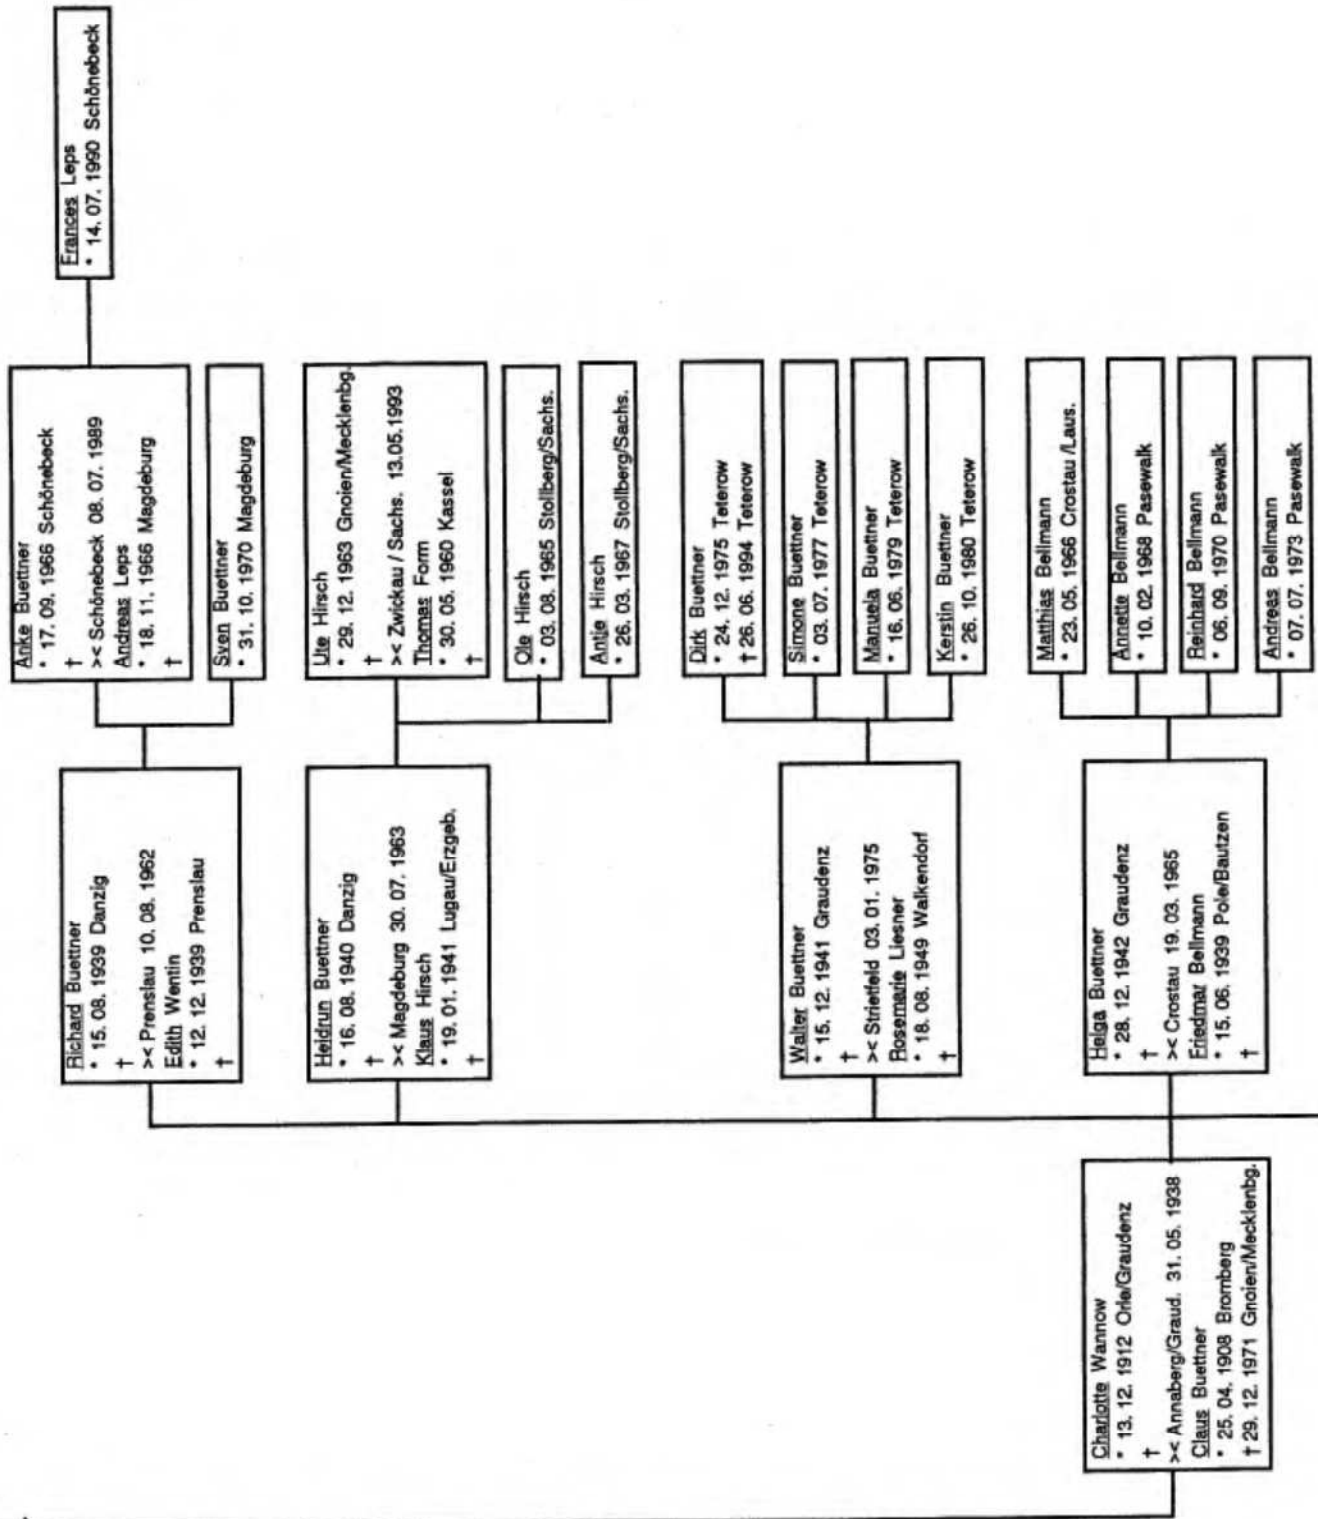 Frances Leps
* 14. 07. 1990 Schönebeck
Anke Buettner
* 17. 09. 1966 Schönebeck
†
>< Schönebeck 08. 07. 1989
Andreas Leps
* 18. 11. 1966 Magdeburg
†
Sven Buettner
* 31. 10. 1970 Magdeburg
Ute Hirsch
* 29. 12. 1963 Gnoien/Mecklenbg.
†
>< Zwickau / Sachs. 13.05.1993
Thomas Form
* 30. 05. 1960 Kassel
†
Ole Hirsch
* 03. 08. 1965 Stollberg/Sachs.
Antje Hirsch
* 26. 03. 1967 Stollberg/Sachs.
Dirk Buettner
* 24. 12. 1975 Teterow
† 26. 06. 1994 Teterow
Simone Buettner
* 03. 07. 1977 Teterow
Manuela Buettner
* 16. 06. 1979 Teterow
Kerstin Buettner
* 26. 10. 1980 Teterow
Matthias Bellmann
* 23. 05. 1966 Crostau /Laus.
Annette Bellmann
* 10. 02. 1968 Pasewalk
Reinhard Bellmann
* 06. 09. 1970 Pasewalk
Andreas Bellmann
* 07. 07. 1973 Pasewalk
Richard Buettner
* 15. 08. 1939 Danzig
†
>< Prenslau 10. 08. 1962
Edith Wentin
* 12. 12. 1939 Prenslau
†
Heidrun Buettner
* 16. 08. 1940 Danzig
†
>< Magdeburg 30. 07. 1963
Klaus Hirsch
* 19. 01. 1941 Lugau/Erzgeb.
†
Walter Buettner
* 15. 12. 1941 Graudenz
†
>< Strietfeld 03. 01. 1975
Rosemarie Liesner
* 18. 08. 1949 Walkendorf
†
Helga Buettner
* 28. 12. 1942 Graudenz
†
>< Crostau 19. 03. 1965
Friedmar Bellmann
* 15. 06. 1939 Pole/Bautzen
†
Charlotte Wannow
* 13. 12. 1912 Orle/Graudenz
†
>< Annaberg/Graud. 31. 05. 1938
Claus Buettner
* 25. 04. 1908 Bromberg
† 29. 12. 1971 Gnoien/Mecklenbg.